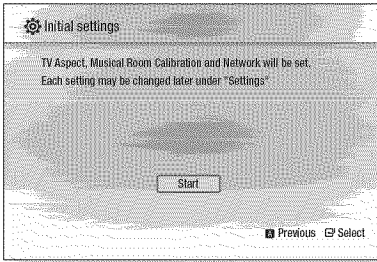 Initial settings
TV Aspect, Musical Room Calibration and Network will be set.
Each setting may be changed later under "Settings"
Start
A Previous Select